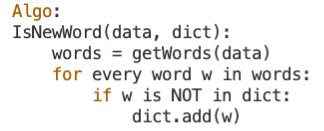 Algo:
IsNewWord(data, dict):
    words = getWords(data)
    for every word w in words:
        if w is NOT in dict:
            dict.add(w)